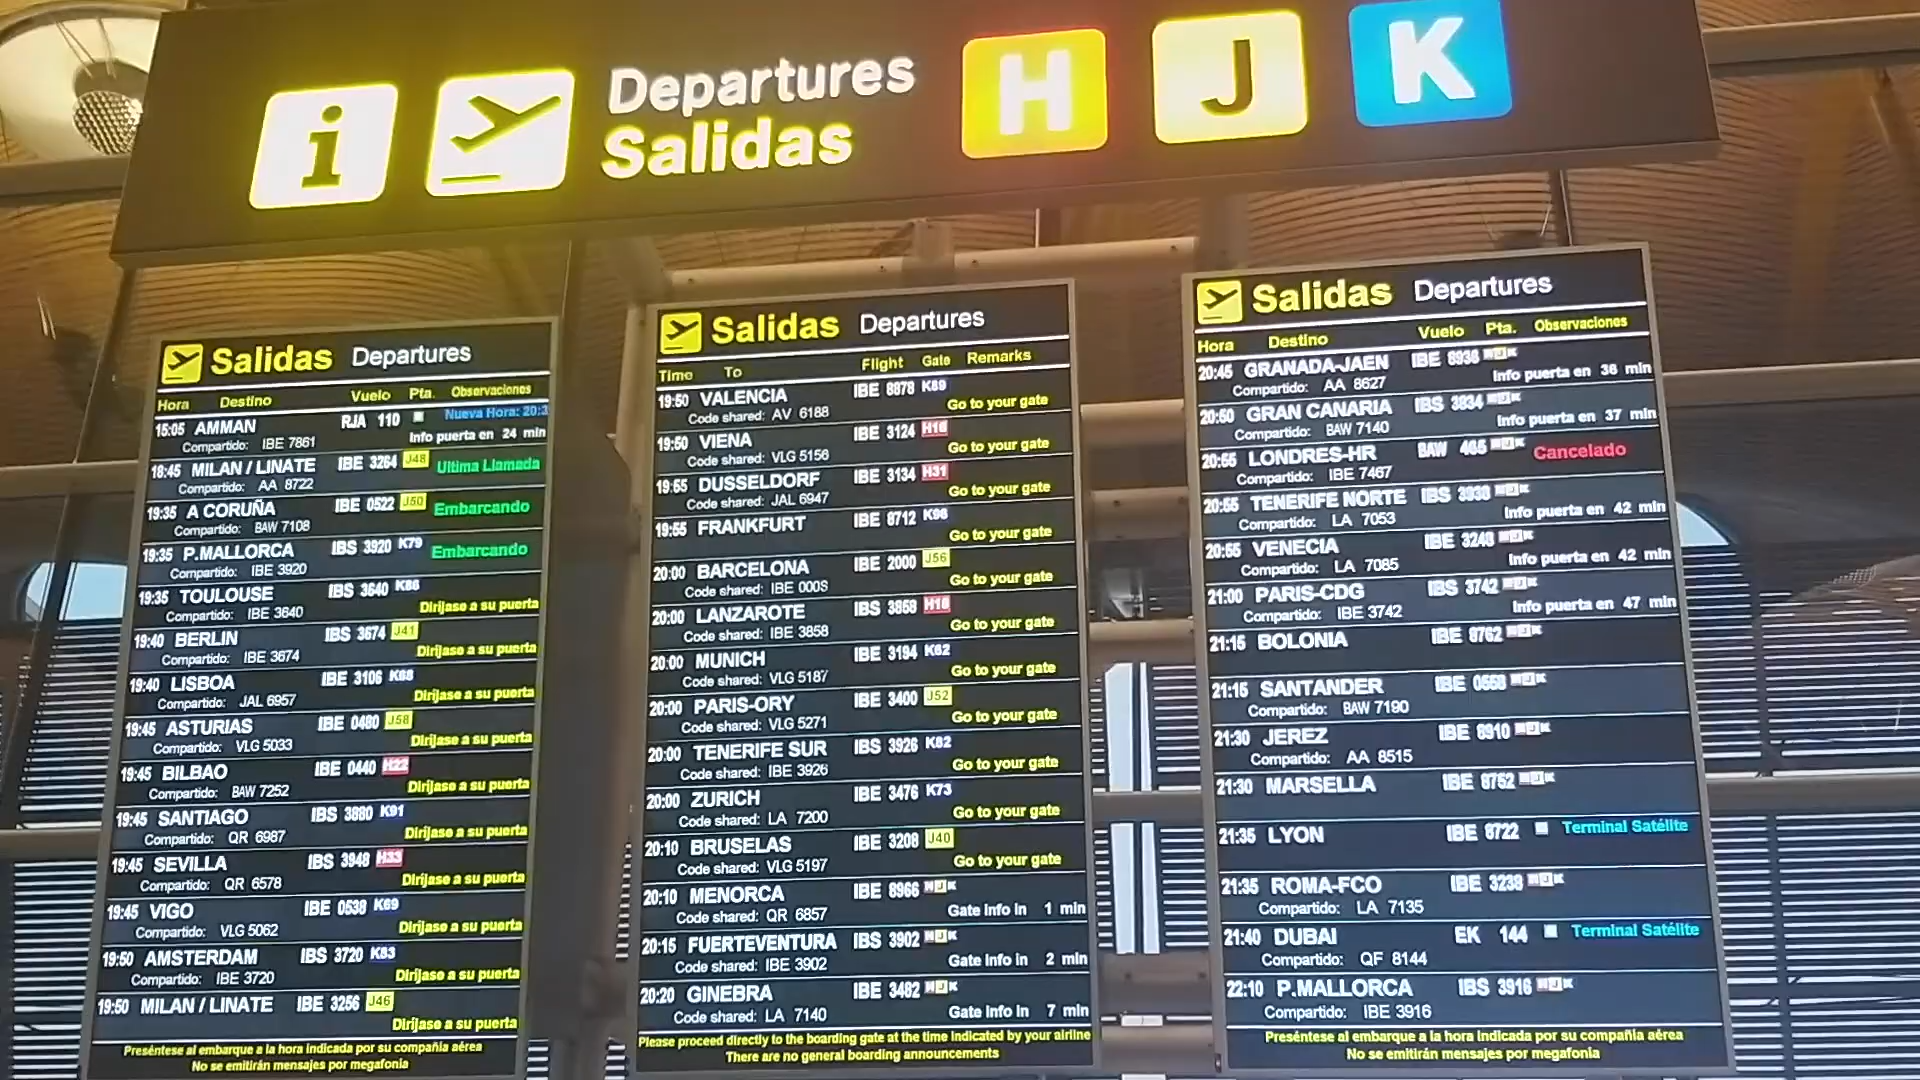 i Departures H J K
Salidas
Salidas Departures
Hora Destino Vuelo Pta. Observaciones
15:05 AMMAN RJA 110 Nueva Hora: 20:3
Compartido: IBE 7861 Info puerta en 24 min
18:45 MILAN / LINATE IBE 3264 J48 Ultima Llamada
Compartido: AA 8722
19:35 A CORUÑA IBE 0522 J50 Embarcando
Compartido: BAW 7108
19:35 P.MALLORCA IBS 3920 K79 Embarcando
Compartido: IBE 3920
19:35 TOULOUSE IBS 3640 K86
Compartido: IBE 3640 Diríjase a su puerta
19:40 BERLIN IBS 3674 J41
Compartido: IBE 3674 Diríjase a su puerta
19:40 LISBOA IBE 3106 K68
Compartido: JAL 6957 Diríjase a su puerta
19:45 ASTURIAS IBE 0480 J58
Compartido: VLG 5033 Diríjase a su puerta
19:45 BILBAO IBE 0440 H22
Compartido: BAW 7252 Diríjase a su puerta
19:45 SANTIAGO IBS 3880 K91
Compartido: QR 6987 Diríjase a su puerta
19:45 SEVILLA IBS 3948 H33
Compartido: QR 6578 Diríjase a su puerta
19:45 VIGO IBE 0538 K69
Compartido: VLG 5062 Diríjase a su puerta
19:50 AMSTERDAM IBS 3720 K83
Compartido: IBE 3720 Diríjase a su puerta
19:50 MILAN / LINATE IBE 3256 J46
Diríjase a su puerta
Preséntese al embarque a la hora indicada por su compañía aérea
No se emitirán mensajes por megafonía
Salidas Departures
Time To Flight Gate Remarks
19:50 VALENCIA IBE 8978 K89
Code shared: AV 6188 Go to your gate
19:50 VIENA IBE 3124 H16
Code shared: VLG 5156 Go to your gate
19:55 DUSSELDORF IBE 3134 H31
Code shared: JAL 6947 Go to your gate
19:55 FRANKFURT IBE 8712 K98
Go to your gate
20:00 BARCELONA IBE 2000 J56
Code shared: IBE 000S Go to your gate
20:00 LANZAROTE IBS 3858 H18
Code shared: IBE 3858 Go to your gate
20:00 MUNICH IBE 3194 K62
Code shared: VLG 5187 Go to your gate
20:00 PARIS-ORY IBE 3400 J52
Code shared: VLG 5271 Go to your gate
20:00 TENERIFE SUR IBS 3926 K82
Code shared: IBE 3926 Go to your gate
20:00 ZURICH IBE 3476 K73
Code shared: LA 7200 Go to your gate
20:10 BRUSELAS IBE 3208 J40
Code shared: VLG 5197 Go to your gate
20:10 MENORCA IBE 8966 HJK
Code shared: QR 6857 Gate info in 1 min
20:15 FUERTEVENTURA IBS 3902 HJK
Code shared: IBE 3902 Gate info in 2 min
20:20 GINEBRA IBE 3482 HJK
Code shared: LA 7140 Gate info in 7 min
Please proceed directly to the boarding gate at the time indicated by your airline
There are no general boarding announcements
Salidas Departures
Hora Destino Vuelo Pta. Observaciones
20:45 GRANADA-JAEN IBE 8936 HJK
Compartido: AA 8627 Info puerta en 36 min
20:50 GRAN CANARIA IBS 3834 HJK
Compartido: BAW 7140 Info puerta en 37 min
20:55 LONDRES-HR BAW 465 HJK Cancelado
Compartido: IBE 7467
20:55 TENERIFE NORTE IBS 3938 HJK
Compartido: LA 7053 Info puerta en 42 min
20:55 VENECIA IBE 3248 HJK
Compartido: LA 7085 Info puerta en 42 min
21:00 PARIS-CDG IBS 3742 HJK
Compartido: IBE 3742 Info puerta en 47 min
21:15 BOLONIA IBE 8762 HJK
21:15 SANTANDER IBE 0558 HJK
Compartido: BAW 7190
21:30 JEREZ IBE 8910 HJK
Compartido: AA 8515
21:30 MARSELLA IBE 8752 HJK
21:35 LYON IBE 8722 Terminal Satélite
21:35 ROMA-FCO IBE 3238 HJK
Compartido: LA 7135
21:40 DUBAI EK 144 Terminal Satélite
Compartido: QF 8144
22:10 P.MALLORCA IBS 3916 HJK
Compartido: IBE 3916
Preséntese al embarque a la hora indicada por su compañía aérea
No se emitirán mensajes por megafonía